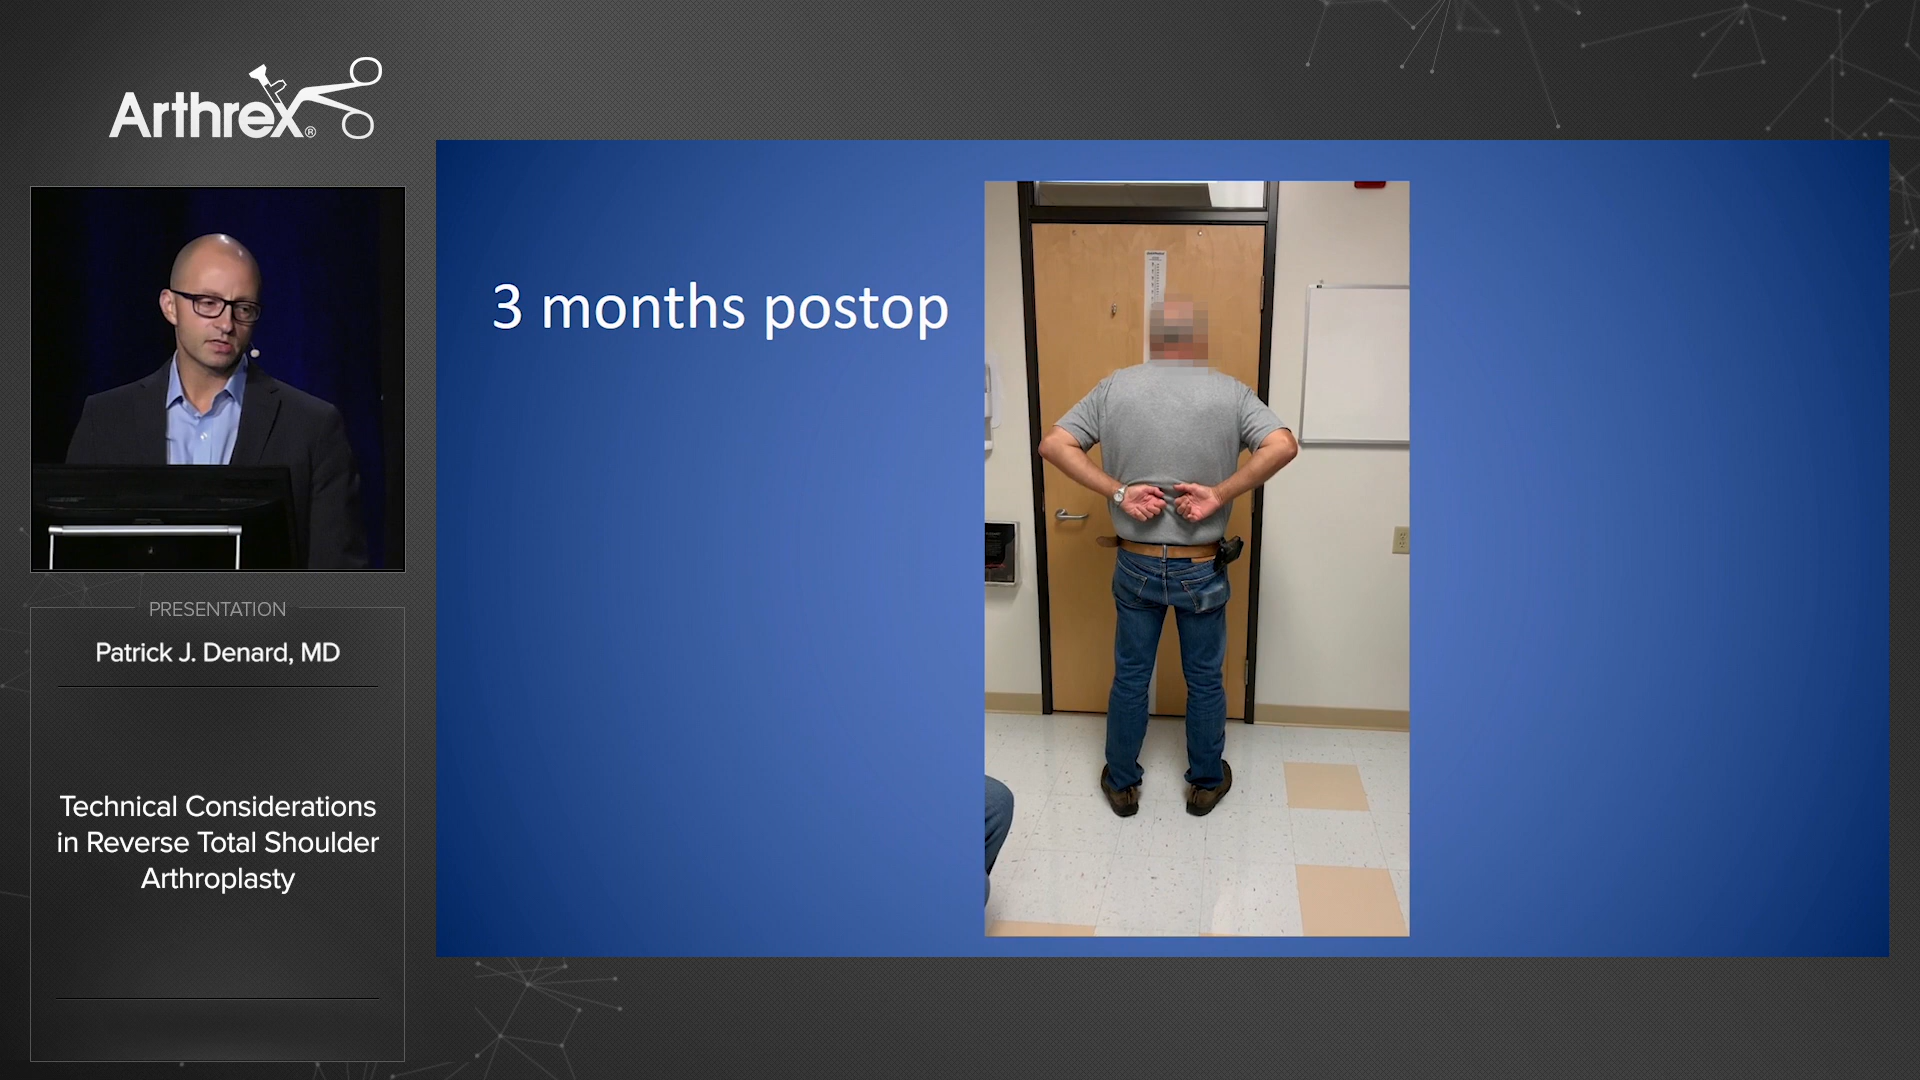 Arthrex®
3 months postop
PRESENTATION
Patrick J. Denard, MD
Technical Considerations
in Reverse Total Shoulder
Arthroplasty